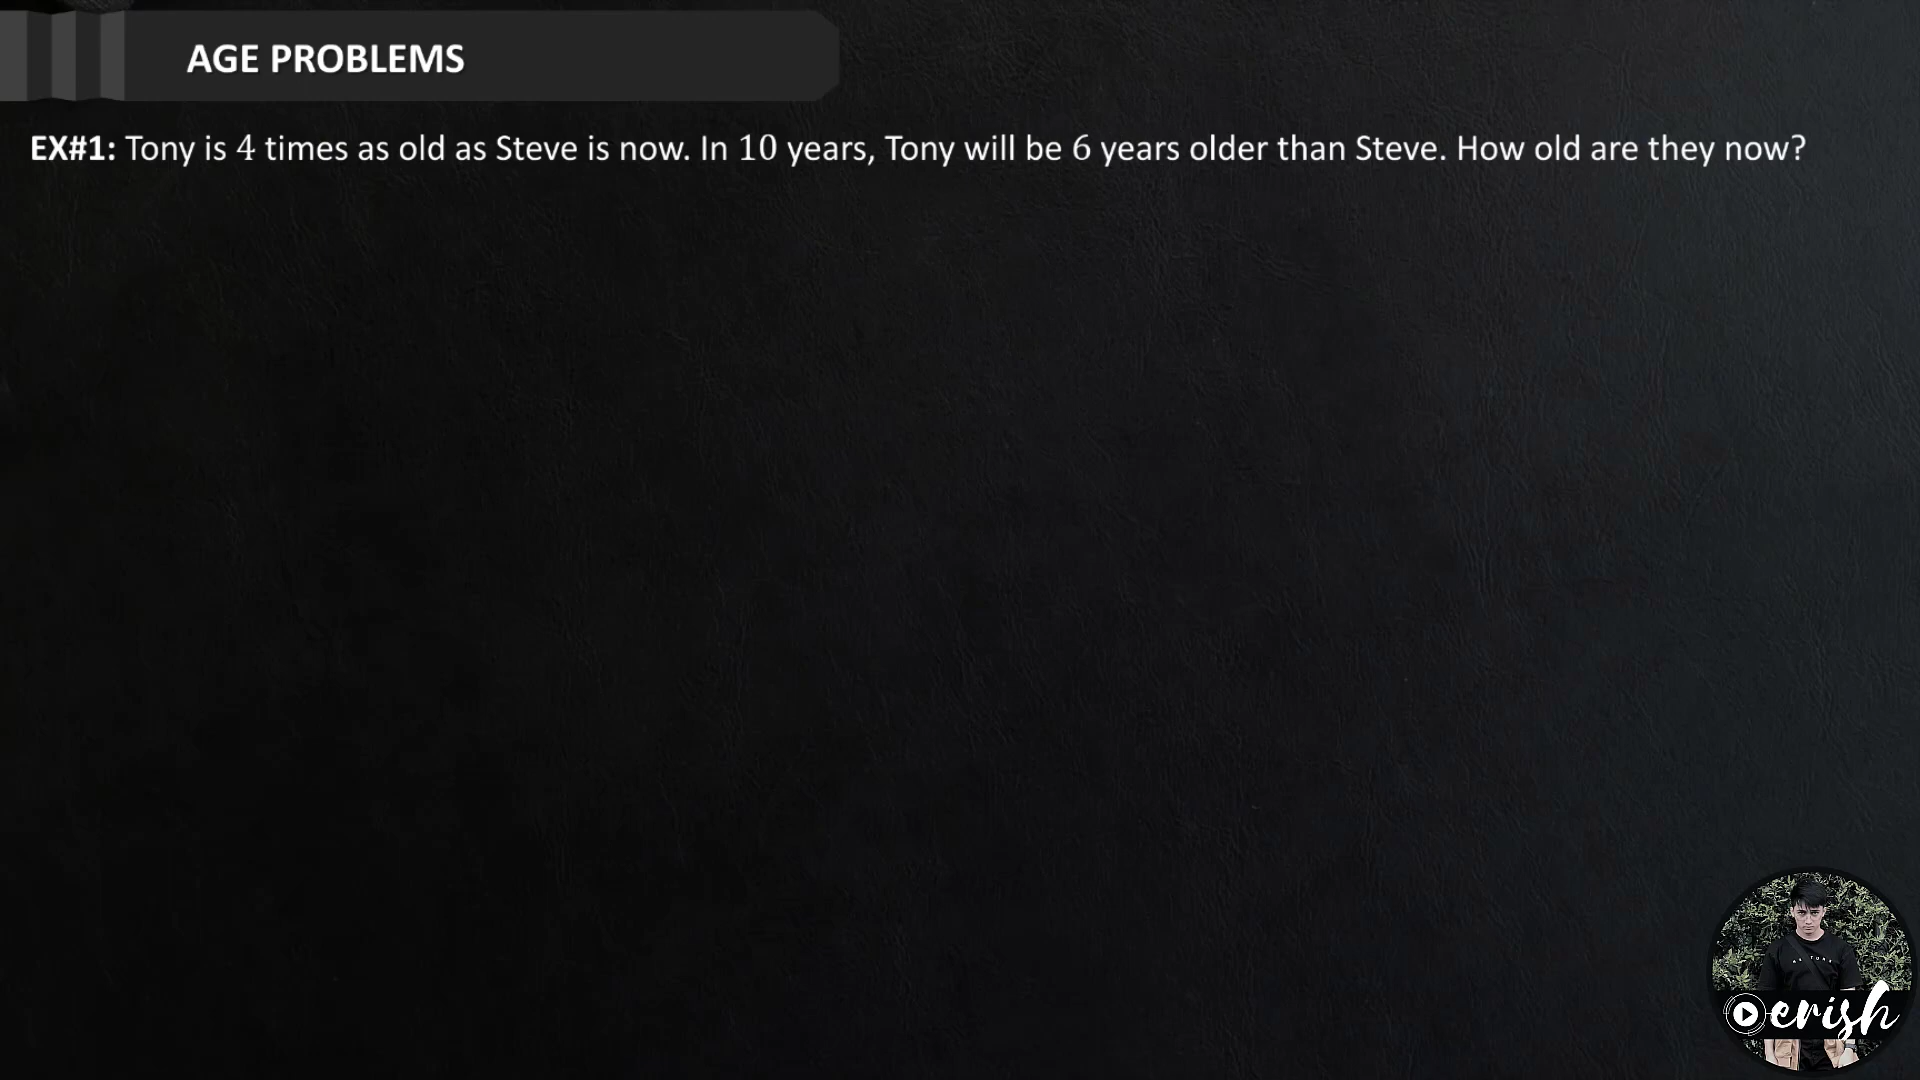 AGE PROBLEMS
EX#1: Tony is 4 times as old as Steve is now. In 10 years, Tony will be 6 years older than Steve. How old are they now?
erish